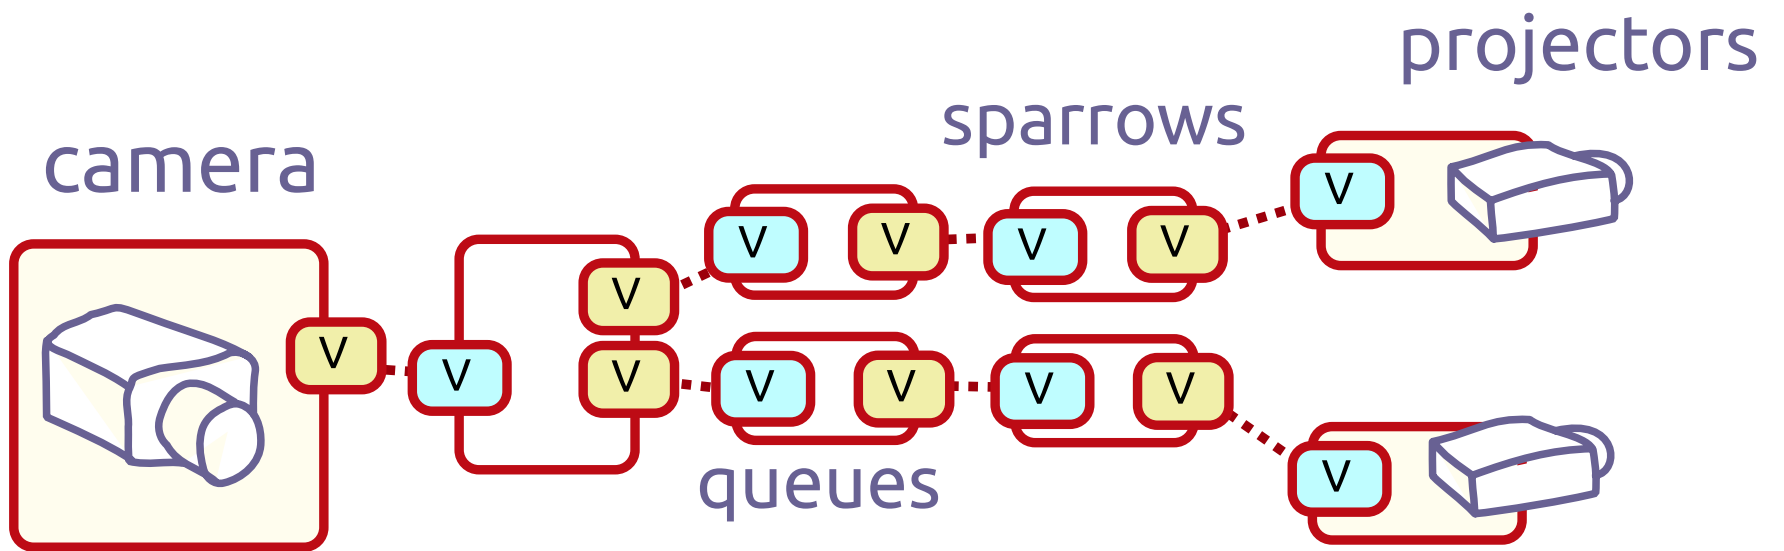 projectors
sparrows
camera
V
V V V V
V V V V V
V V
V
queues
V